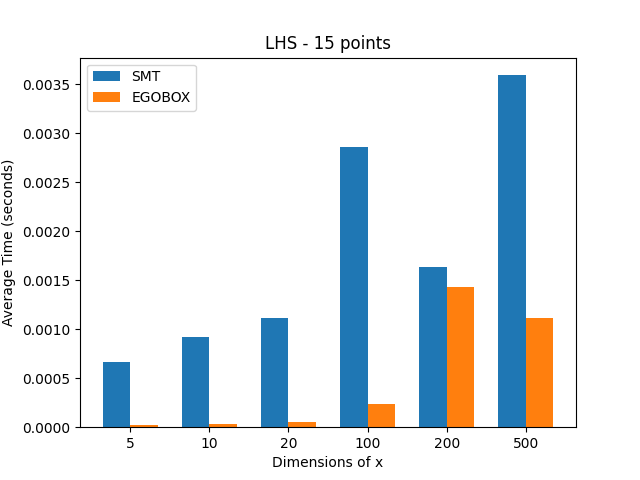 LHS - 15 points
SMT
EGOBOX
Average Time (seconds)
0.0035
0.0030
0.0025
0.0020
0.0015
0.0010
0.0005
0.0000
5 10 20 100 200 500
Dimensions of x